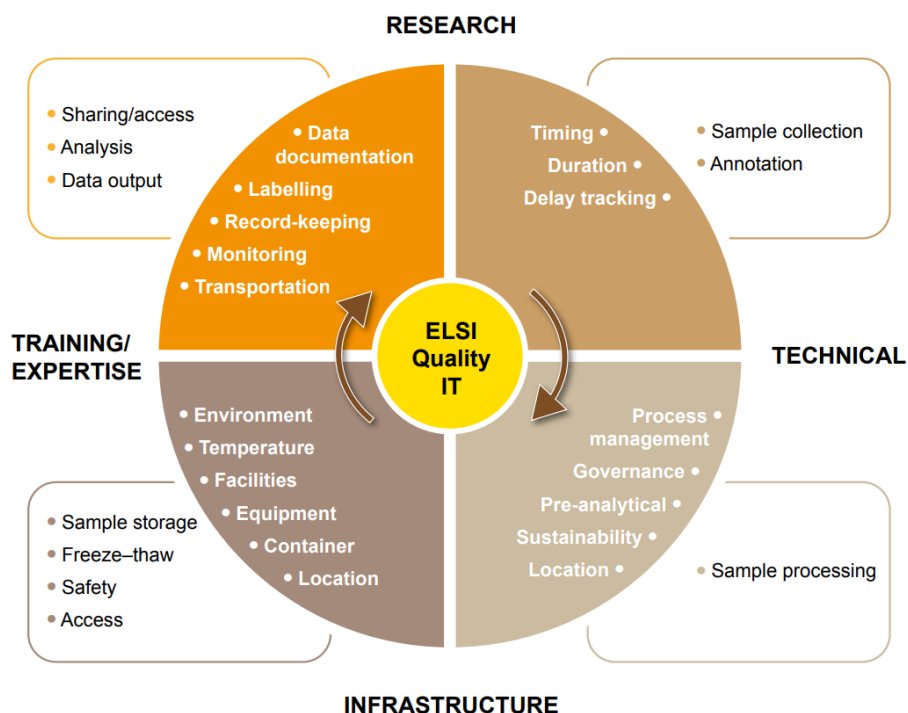 RESEARCH
• Sharing/access
• Analysis
• Data output
• Data
documentation
• Labelling
• Record-keeping
• Monitoring
• Transportation
Timing •
Duration •
Delay tracking •
• Sample collection
• Annotation
TRAINING/
EXPERTISE
ELSI
Quality
IT
TECHNICAL
• Environment
• Temperature
• Facilities
• Equipment
• Container
• Location
Process •
management
Governance •
Pre-analytical •
Sustainability •
Location •
• Sample storage
• Freeze–thaw
• Safety
• Access
• Sample processing
INFRASTRUCTURE